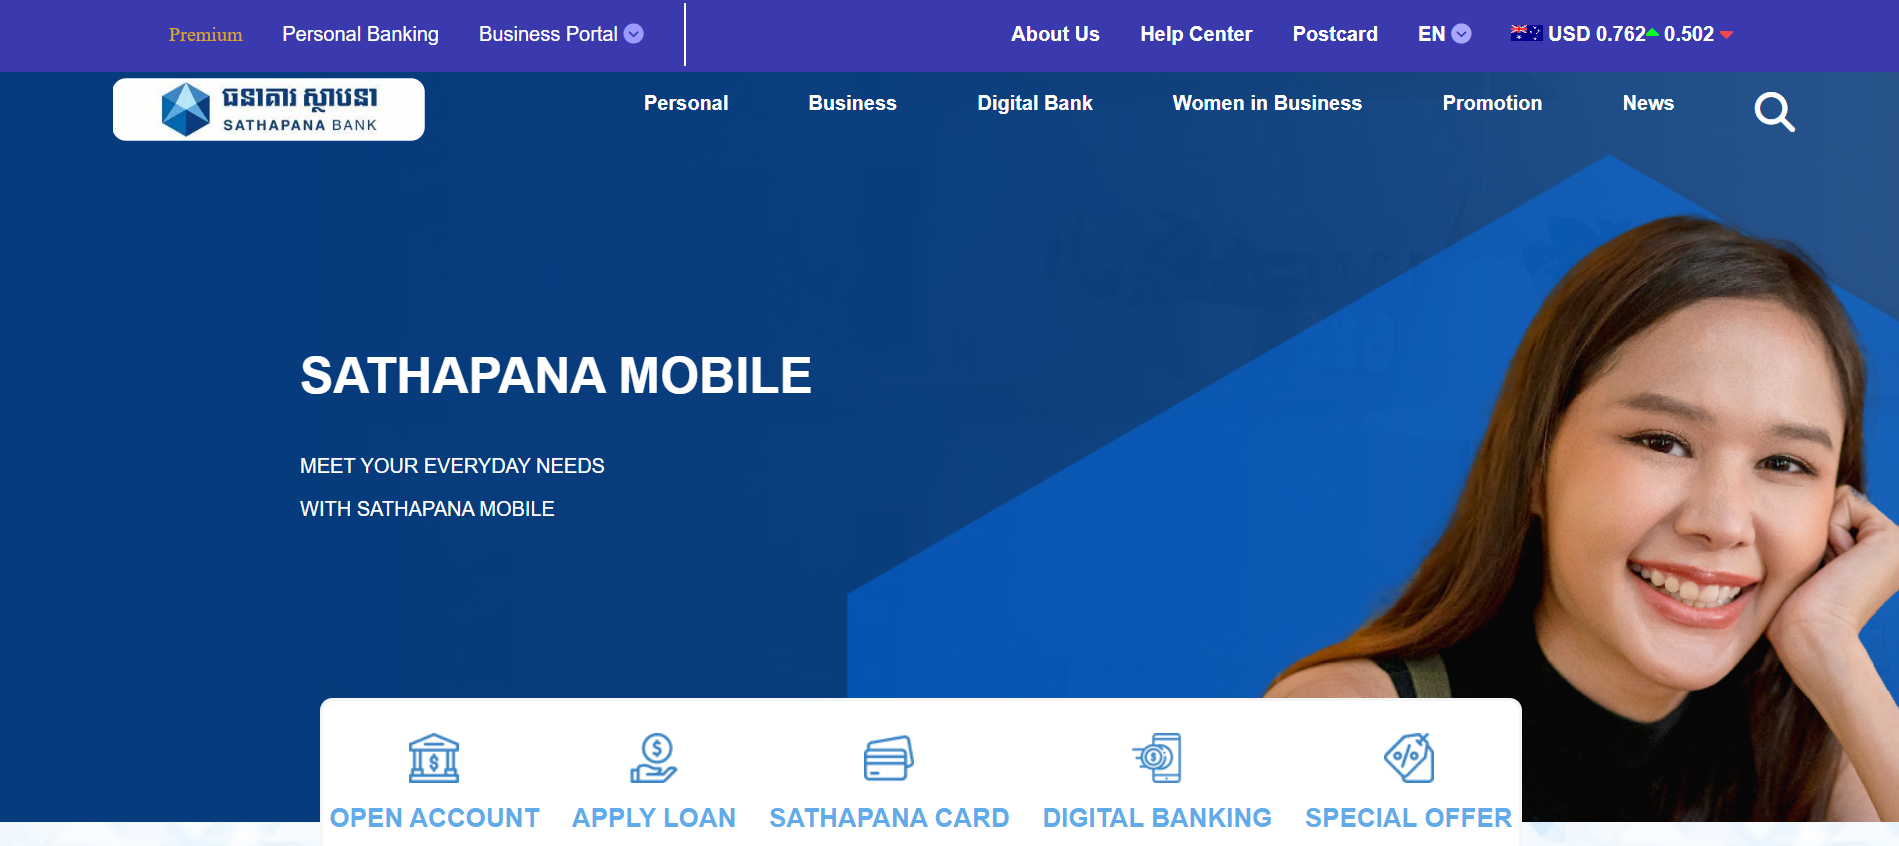 Premium Personal Banking Business Portal About Us Help Center Postcard EN USD 0.762 0.502
ធនាគារ ស្ថាបនា
SATHAPANA BANK
Personal Business Digital Bank Women in Business Promotion News
SATHAPANA MOBILE
MEET YOUR EVERYDAY NEEDS
WITH SATHAPANA MOBILE
OPEN ACCOUNT APPLY LOAN SATHAPANA CARD DIGITAL BANKING SPECIAL OFFER